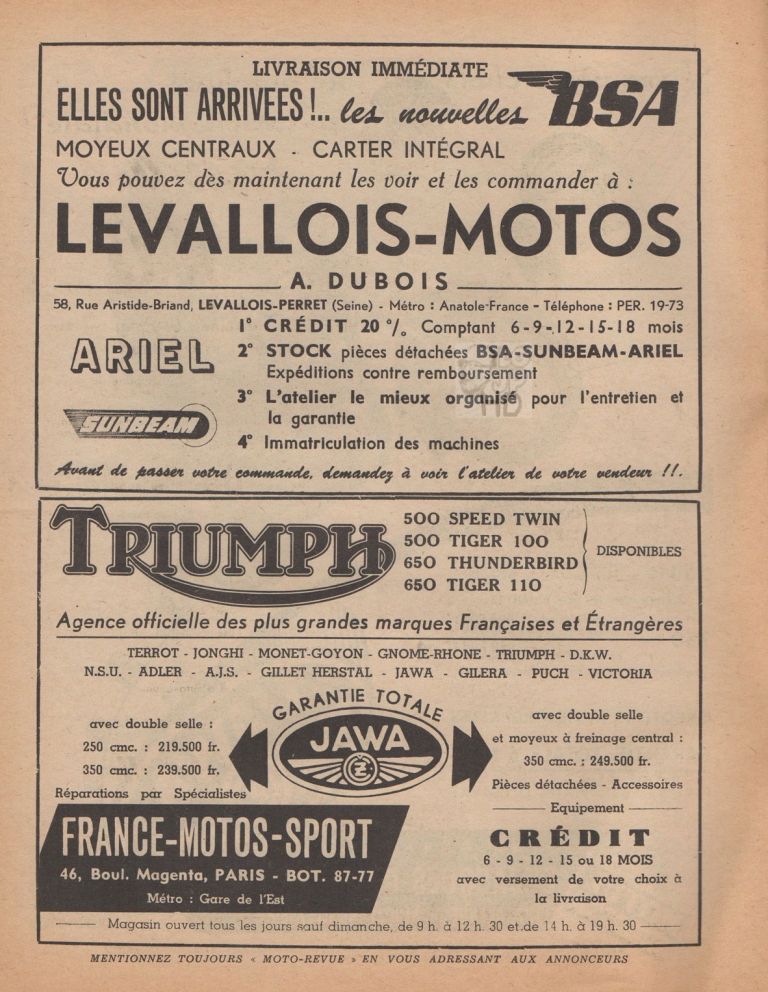 LIVRAISON IMMÉDIATE
ELLES SONT ARRIVEES !.. les nouvelles BSA
MOYEUX CENTRAUX - CARTER INTÉGRAL
Vous pouvez dès maintenant les voir et les commander à :
LEVALLOIS-MOTOS
A. DUBOIS
58, Rue Aristide-Briand, LEVALLOIS-PERRET (Seine) - Métro : Anatole-France - Téléphone : PER. 19-73
ARIEL
SUNBEAM
1° CRÉDIT 20 %. Comptant 6-9-12-15-18 mois
2° STOCK pièces détachées BSA-SUNBEAM-ARIEL
Expéditions contre remboursement
3° L'atelier le mieux organisé pour l'entretien et
la garantie
4° Immatriculation des machines
Avant de passer votre commande, demandez à voir l'atelier de votre vendeur !!.
TRIUMPH
500 SPEED TWIN
500 TIGER 100
650 THUNDERBIRD
650 TIGER 110
DISPONIBLES
Agence officielle des plus grandes marques Françaises et Étrangères
TERROT - JONGHI - MONET-GOYON - GNOME-RHONE - TRIUMPH - D.K.W.
N.S.U. - ADLER - A.J.S. - GILLET HERSTAL - JAWA - GILERA - PUCH - VICTORIA
GARANTIE TOTALE
JAWA
CZ
avec double selle :
250 cmc. : 219.500 fr.
350 cmc. : 239.500 fr.
Réparations par Spécialistes
avec double selle
et moyeux à freinage central :
350 cmc. : 249.500 fr.
Pièces détachées - Accessoires
Equipement
FRANCE-MOTOS-SPORT
46, Boul. Magenta, PARIS - BOT. 87-77
Métro : Gare de l'Est
CRÉDIT
6 - 9 - 12 - 15 ou 18 MOIS
avec versement de votre choix à
la livraison
Magasin ouvert tous les jours sauf dimanche, de 9 h. à 12 h. 30 et.de 14 h. à 19 h. 30
MENTIONNEZ TOUJOURS « MOTO-REVUE » EN VOUS ADRESSANT AUX ANNONCEURS